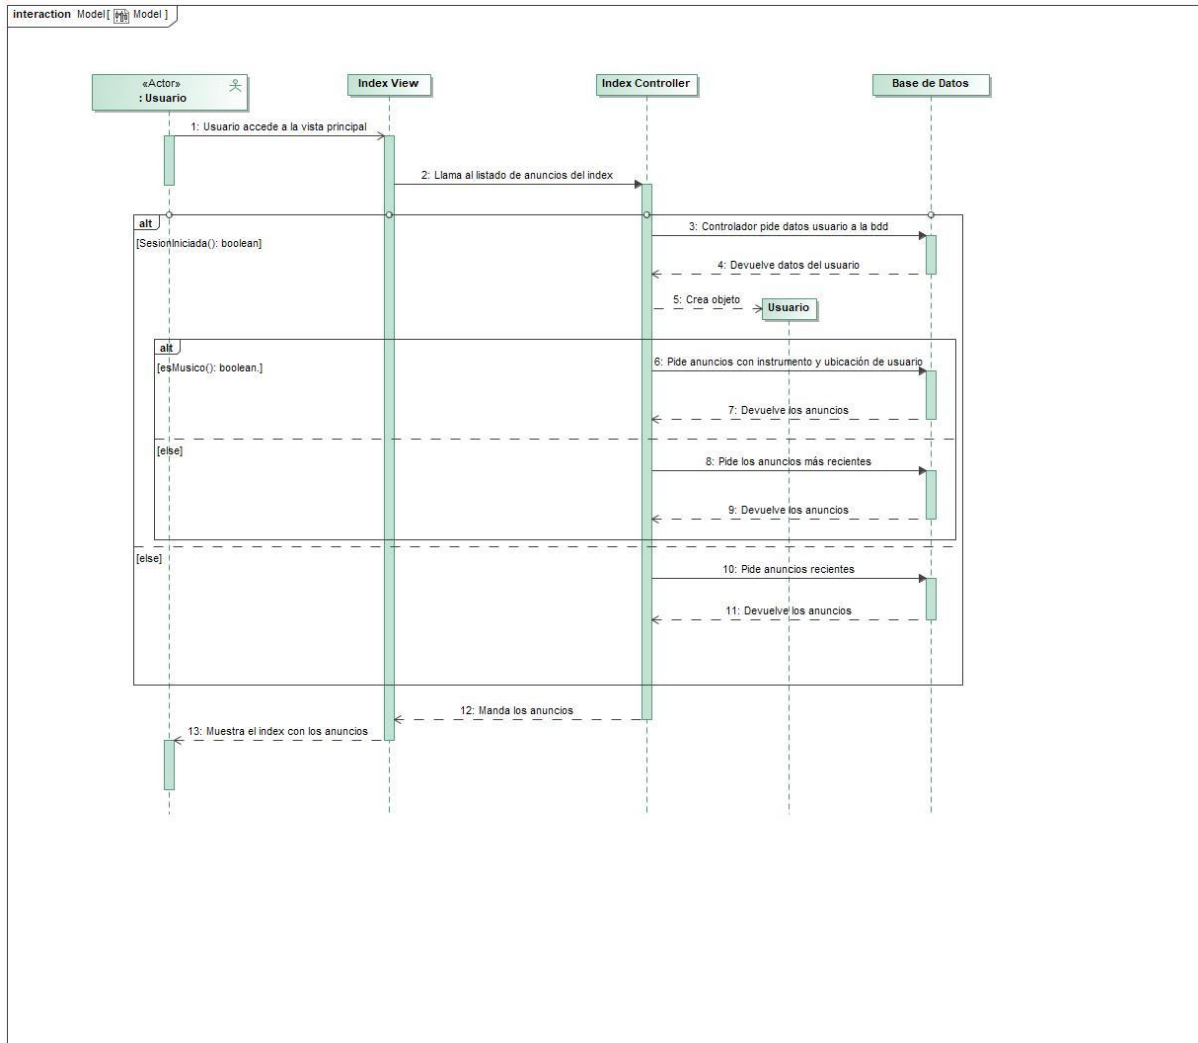 interaction Model[ Model ]
«Actor»
: Usuario
Index View
Index Controller
Base de Datos
1: Usuario accede a la vista principal
2: Llama al listado de anuncios del index
alt
[SesionIniciada(): boolean]
3: Controlador pide datos usuario a la bdd
4: Devuelve datos del usuario
5: Crea objeto
Usuario
alt
[esMusico(): boolean.]
6: Pide anuncios con instrumento y ubicación de usuario
7: Devuelve los anuncios
[else]
8: Pide los anuncios más recientes
9: Devuelve los anuncios
[else]
10: Pide anuncios recientes
11: Devuelve los anuncios
12: Manda los anuncios
13: Muestra el index con los anuncios